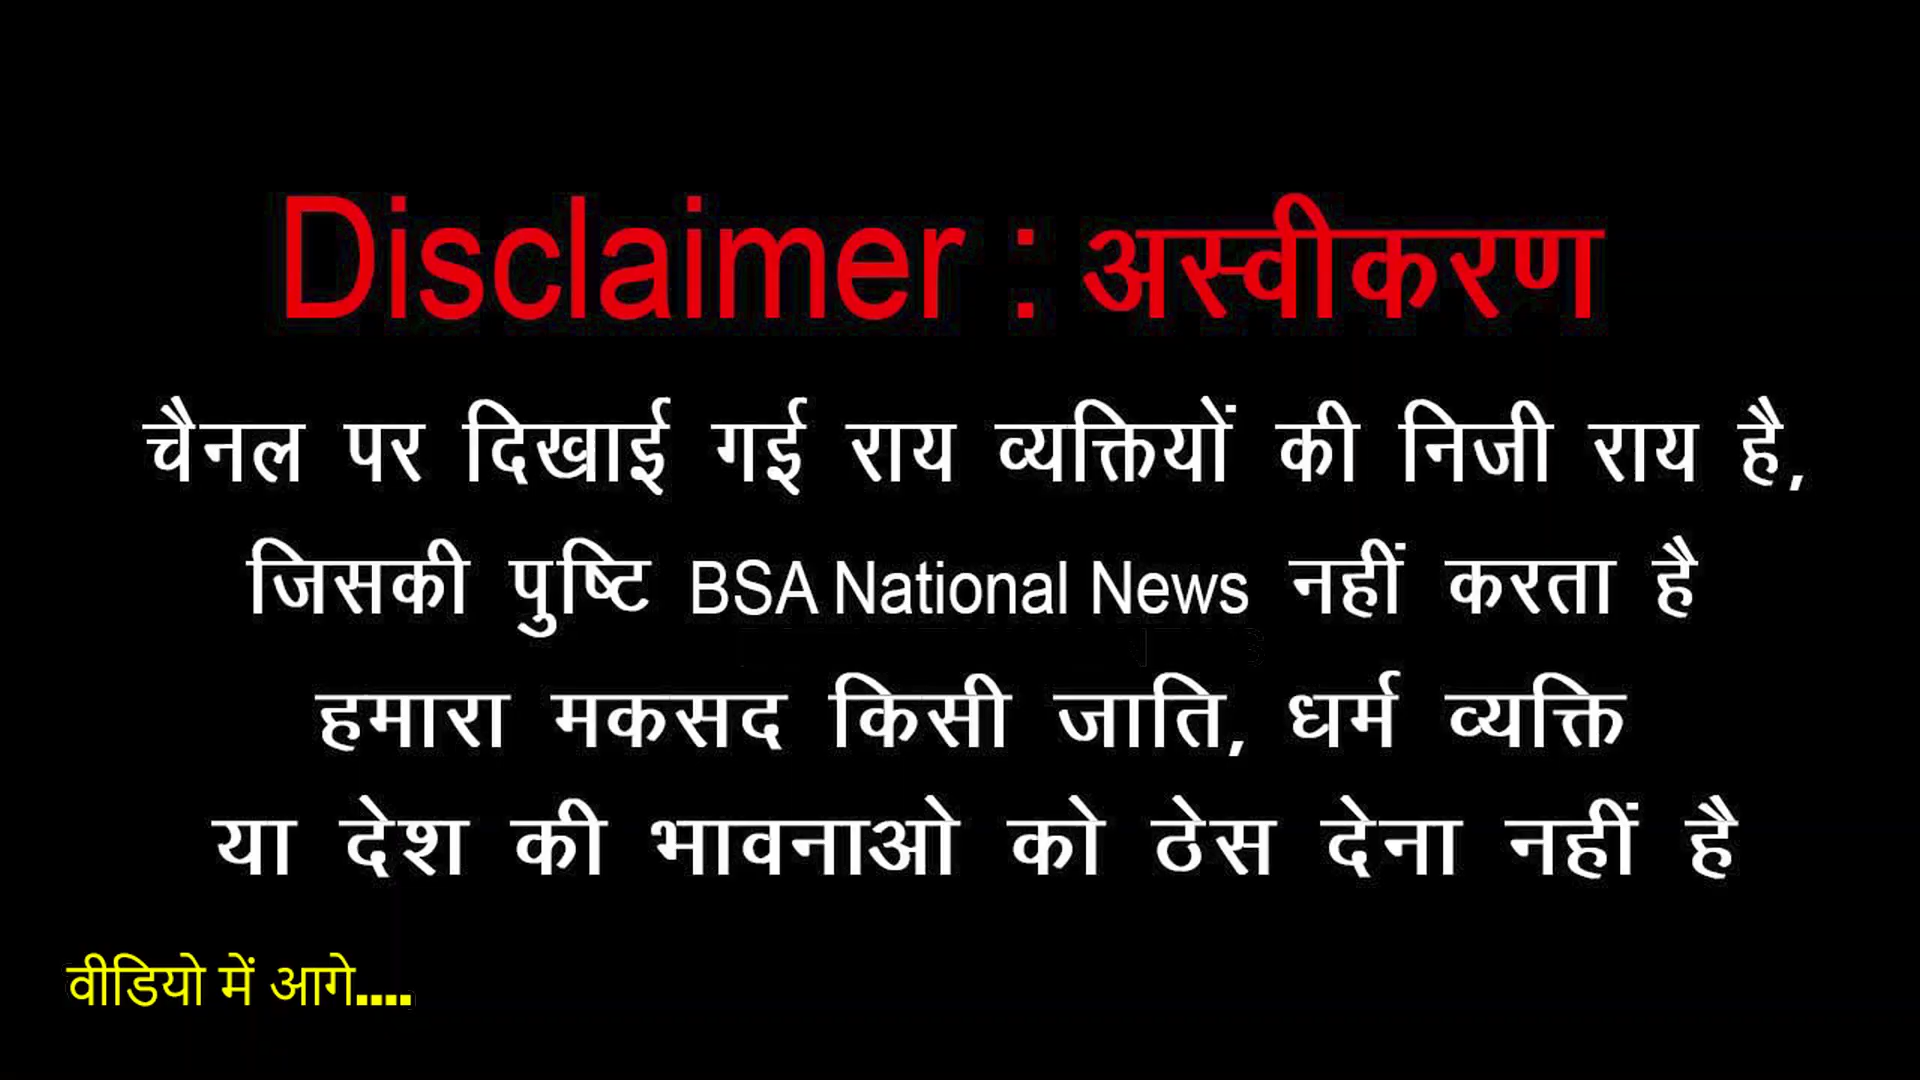 Disclaimer : अस्वीकरण
चैनल पर दिखाई गई राय व्यक्तियों की निजी राय है,
जिसकी पुष्टि BSA National News नहीं करता है
हमारा मकसद किसी जाति, धर्म व्यक्ति
या देश की भावनाओ को ठेस देना नहीं है
वीडियो में आगे....